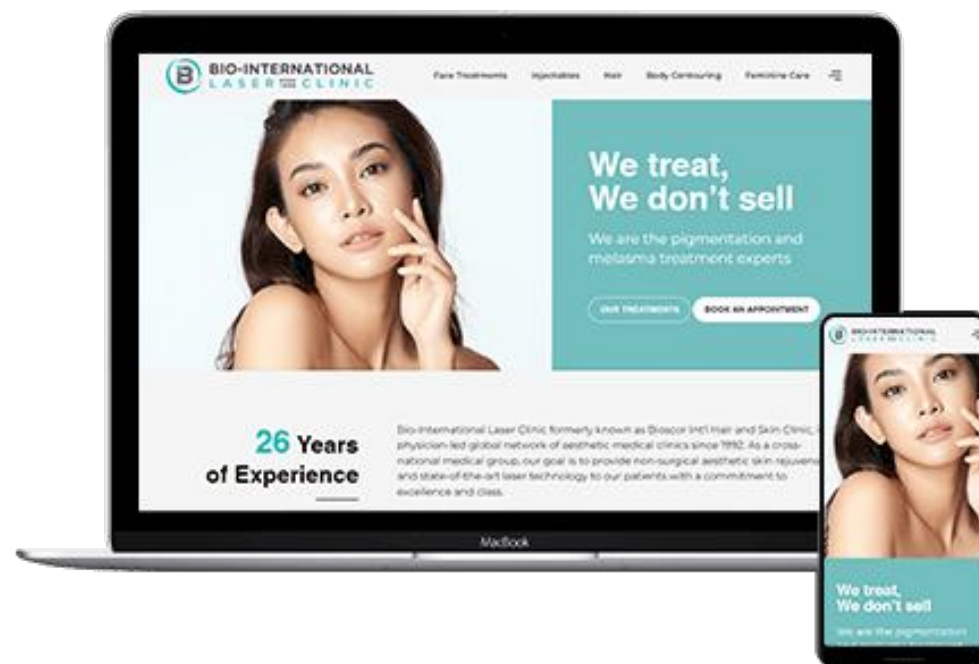 BIO-INTERNATIONAL
LASER CLINIC
Face Treatments Injectables Hair Body Contouring Feminine Care
We treat,
We don't sell
We are the pigmentation and
melasma treatment experts
OUR TREATMENTS BOOK AN APPOINTMENT
26 Years
of Experience
Bio-International Laser Clinic formerly known as Bioscor Int'l Hair and Skin Clinic,
physician-led global network of aesthetic medical clinics since 1992. As a cross-
national medical group, our goal is to provide non-surgical aesthetic skin rejuvena
and state-of-the-art laser technology to our patients with a commitment to
excellence and class.
MacBook
BIO-INTERNATIONAL
LASER CLINIC
We treat,
We don't sell
We are the pigmentation